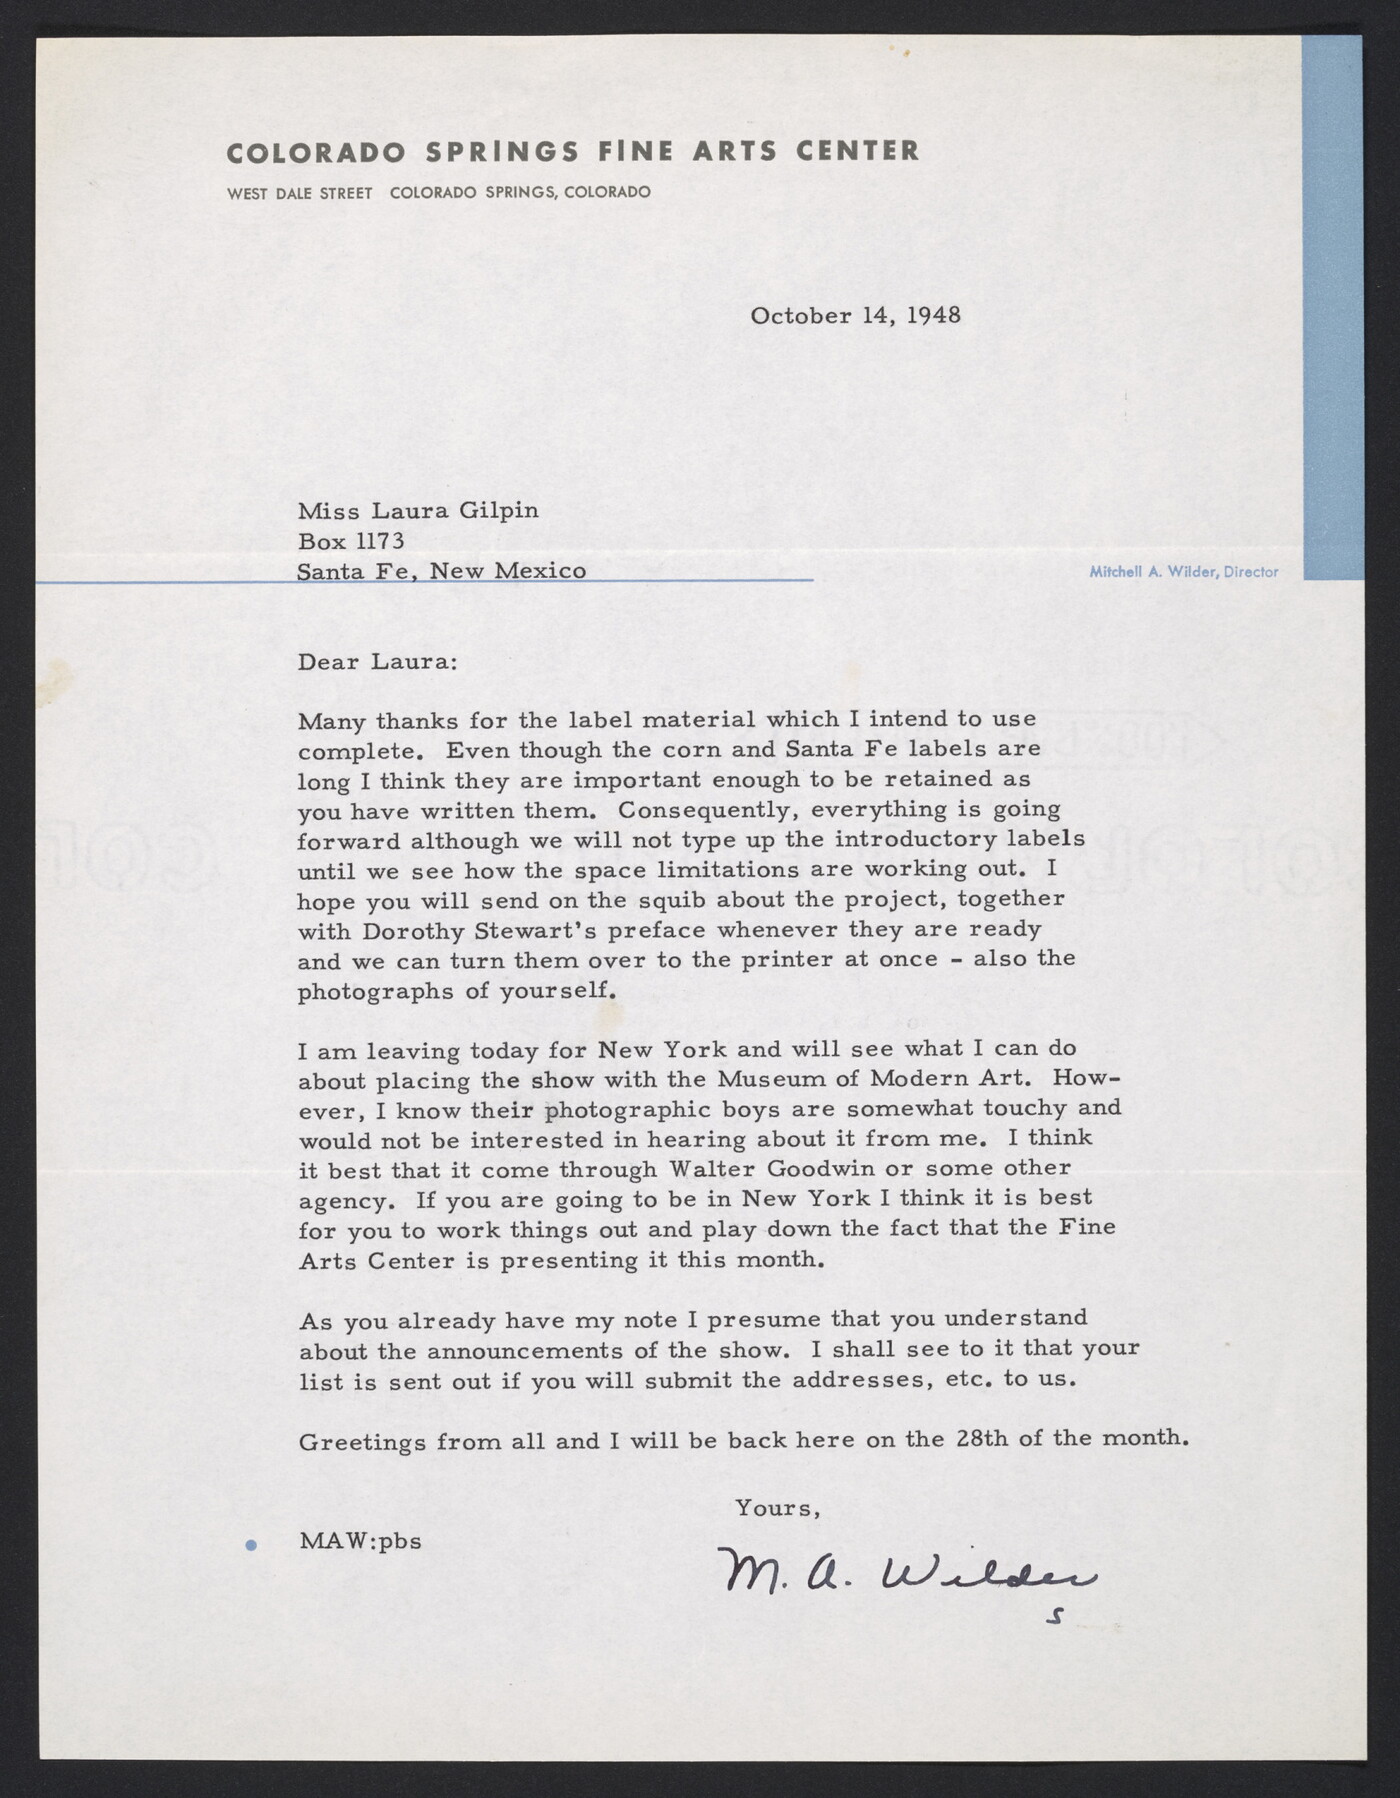 COLORADO SPRINGS FINE ARTS CENTER
WEST DALE STREET COLORADO SPRINGS, COLORADO
October 14, 1948
Miss Laura Gilpin
Box 1173
Santa Fe, New Mexico
Mitchell A. Wilder, Director
Dear Laura:
Many thanks for the label material which I intend to use
complete. Even though the corn and Santa Fe labels are
long I think they are important enough to be retained as
you have written them. Consequently, everything is going
forward although we will not type up the introductory labels
until we see how the space limitations are working out. I
hope you will send on the squib about the project, together
with Dorothy Stewart's preface whenever they are ready
and we can turn them over to the printer at once - also the
photographs of yourself.
I am leaving today for New York and will see what I can do
about placing the show with the Museum of Modern Art. How-
ever, I know their photographic boys are somewhat touchy and
would not be interested in hearing about it from me. I think
it best that it come through Walter Goodwin or some other
agency. If you are going to be in New York I think it is best
for you to work things out and play down the fact that the Fine
Arts Center is presenting it this month.
As you already have my note I presume that you understand
about the announcements of the show. I shall see to it that your
list is sent out if you will submit the addresses, etc. to us.
Greetings from all and I will be back here on the 28th of the month.
Yours,
MAW:pbs
M. A. Wilder
s